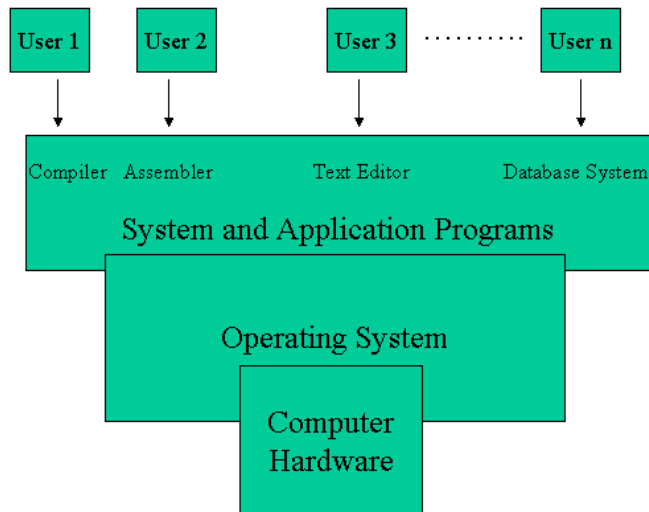 User 1 User 2 User 3 ........... User n
Compiler Assembler Text Editor Database System
System and Application Programs
Operating System
Computer
Hardware